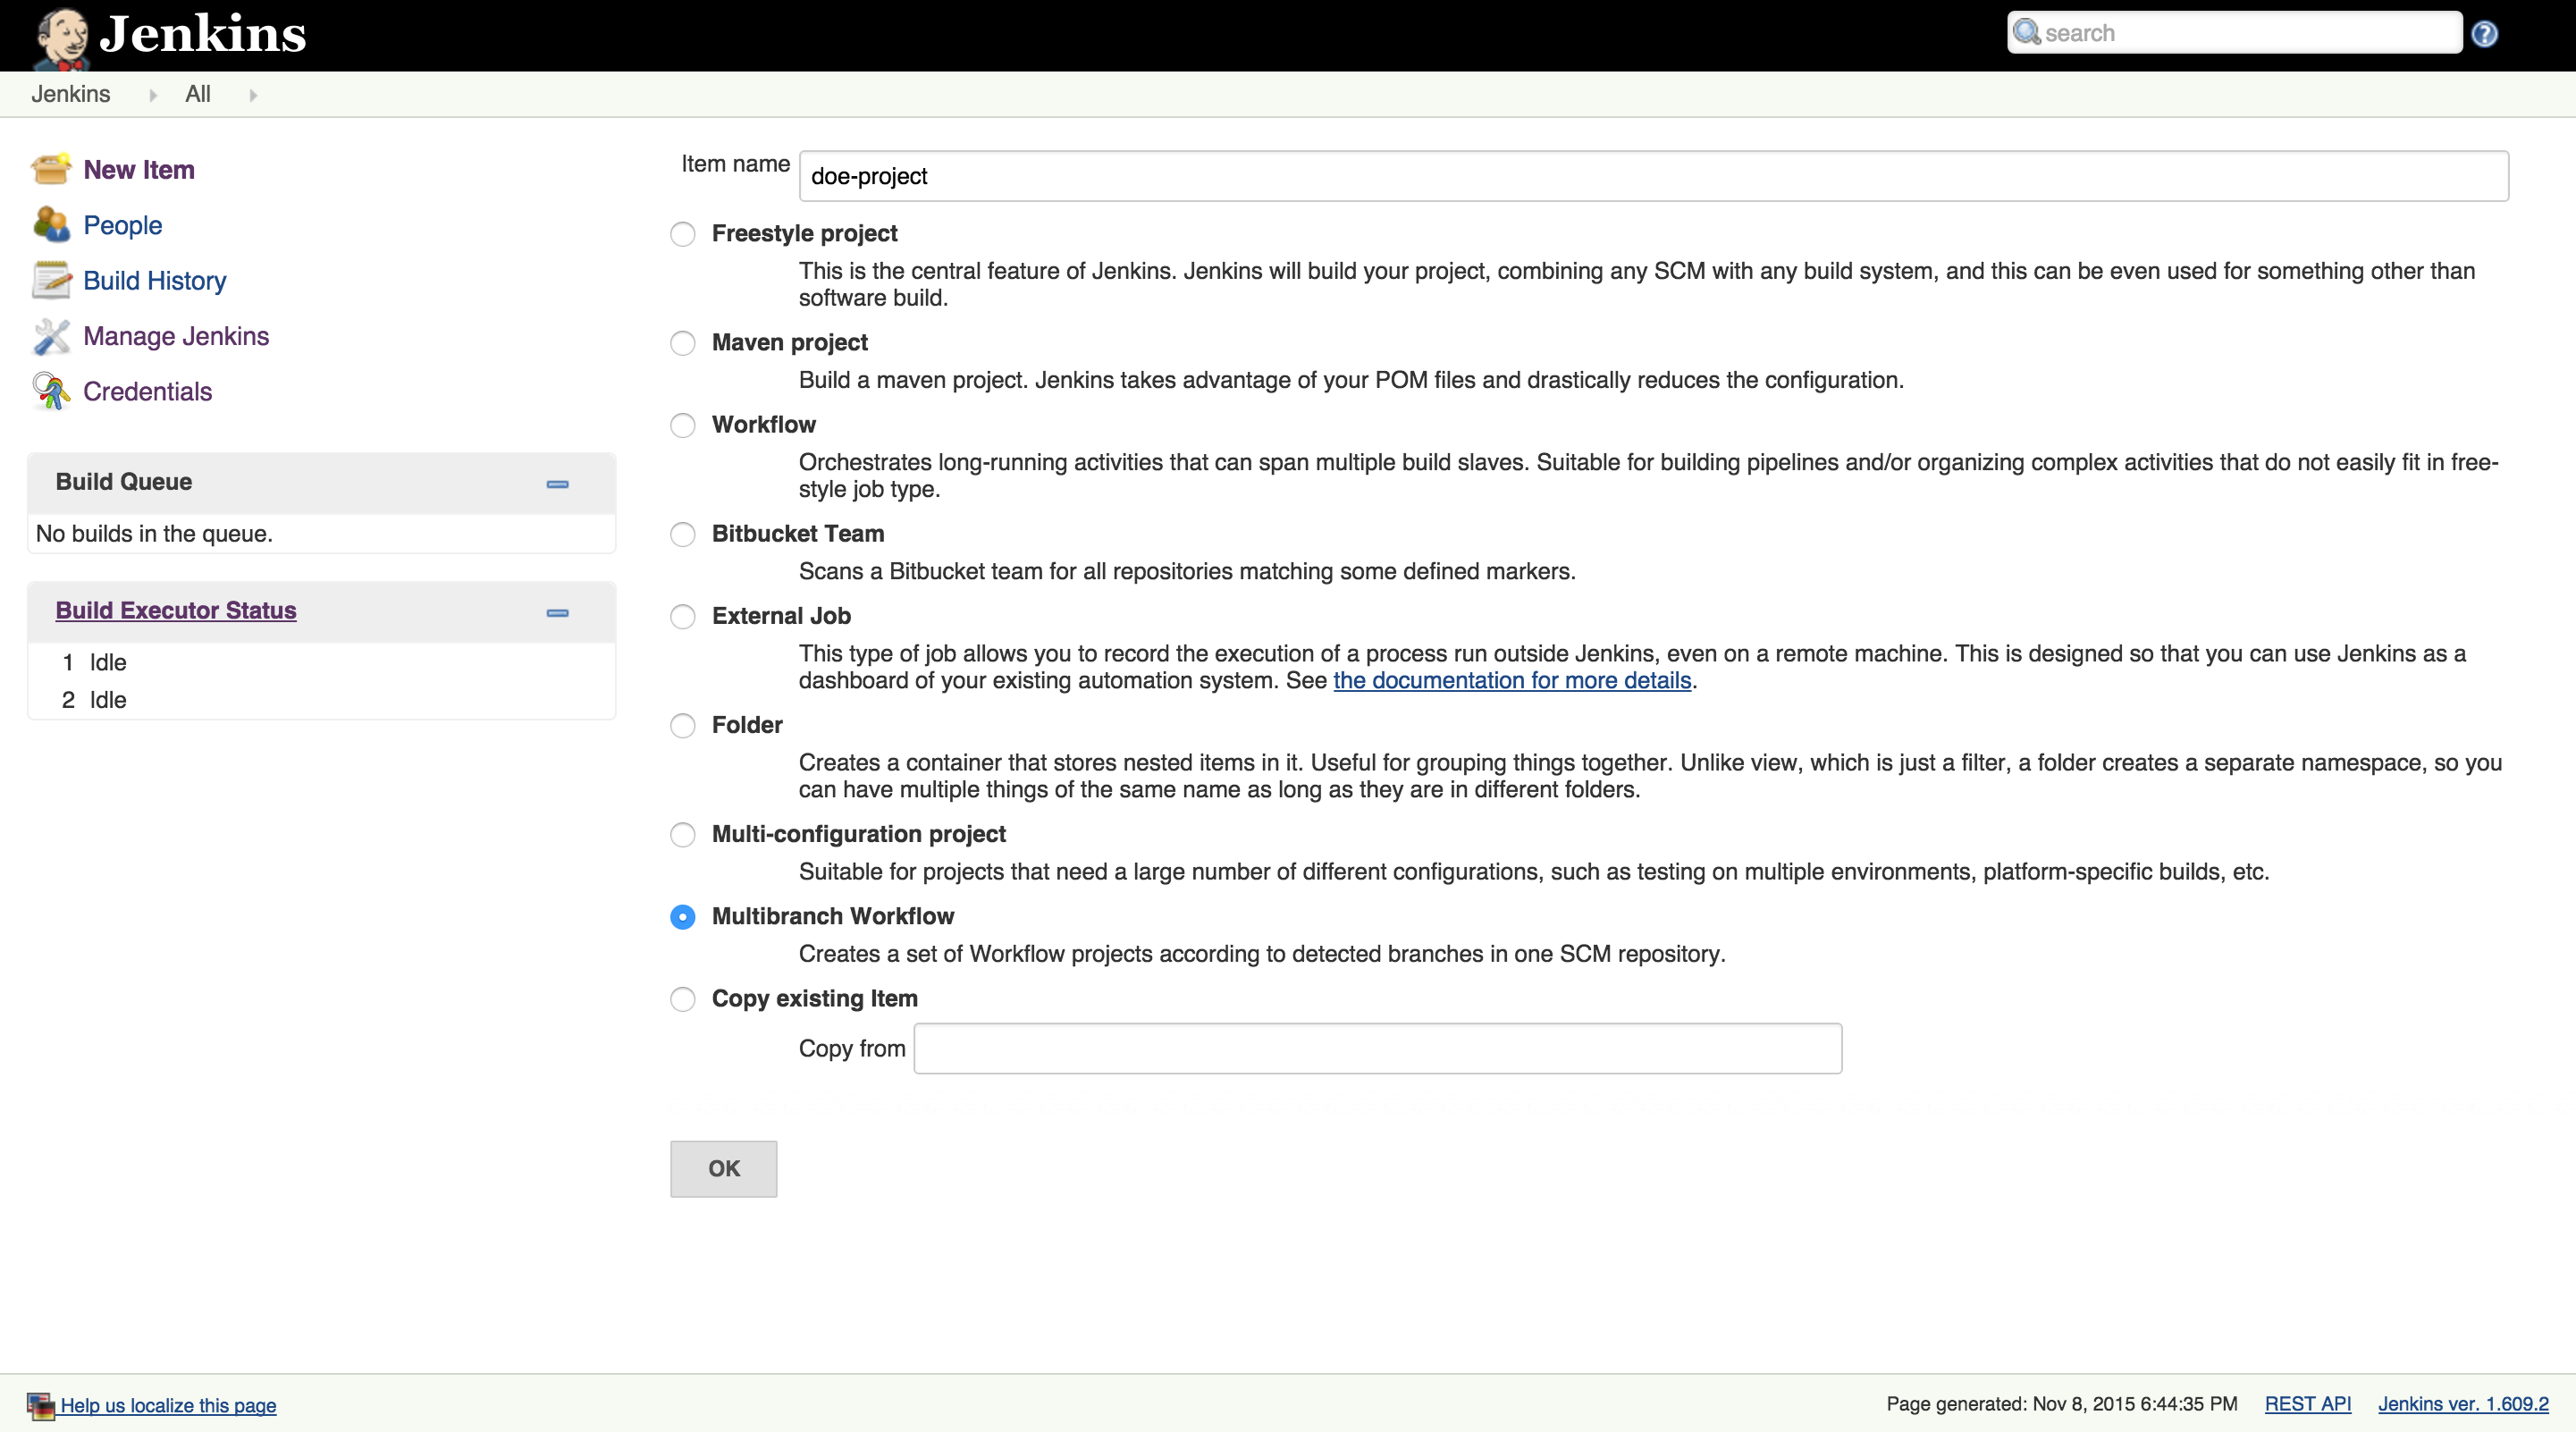 Jenkins
search
Jenkins All
New Item
People
Build History
Manage Jenkins
Credentials
Build Queue
No builds in the queue.
Build Executor Status
1 Idle
2 Idle
Item name doe-project
Freestyle project
This is the central feature of Jenkins. Jenkins will build your project, combining any SCM with any build system, and this can be even used for something other than
software build.
Maven project
Build a maven project. Jenkins takes advantage of your POM files and drastically reduces the configuration.
Workflow
Orchestrates long-running activities that can span multiple build slaves. Suitable for building pipelines and/or organizing complex activities that do not easily fit in free-
style job type.
Bitbucket Team
Scans a Bitbucket team for all repositories matching some defined markers.
External Job
This type of job allows you to record the execution of a process run outside Jenkins, even on a remote machine. This is designed so that you can use Jenkins as a
dashboard of your existing automation system. See the documentation for more details.
Folder
Creates a container that stores nested items in it. Useful for grouping things together. Unlike view, which is just a filter, a folder creates a separate namespace, so you
can have multiple things of the same name as long as they are in different folders.
Multi-configuration project
Suitable for projects that need a large number of different configurations, such as testing on multiple environments, platform-specific builds, etc.
Multibranch Workflow
Creates a set of Workflow projects according to detected branches in one SCM repository.
Copy existing Item
Copy from
OK
Help us localize this page
Page generated: Nov 8, 2015 6:44:35 PM REST API Jenkins ver. 1.609.2